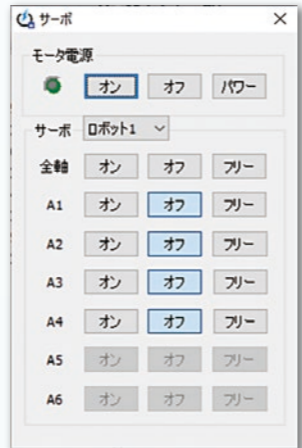 サーボ
モータ電源
オン オフ パワー
サーボ ロボット1
全軸 オン オフ フリー
A1 オン オフ フリー
A2 オン オフ フリー
A3 オン オフ フリー
A4 オン オフ フリー
A5 オン オフ フリー
A6 オン オフ フリー